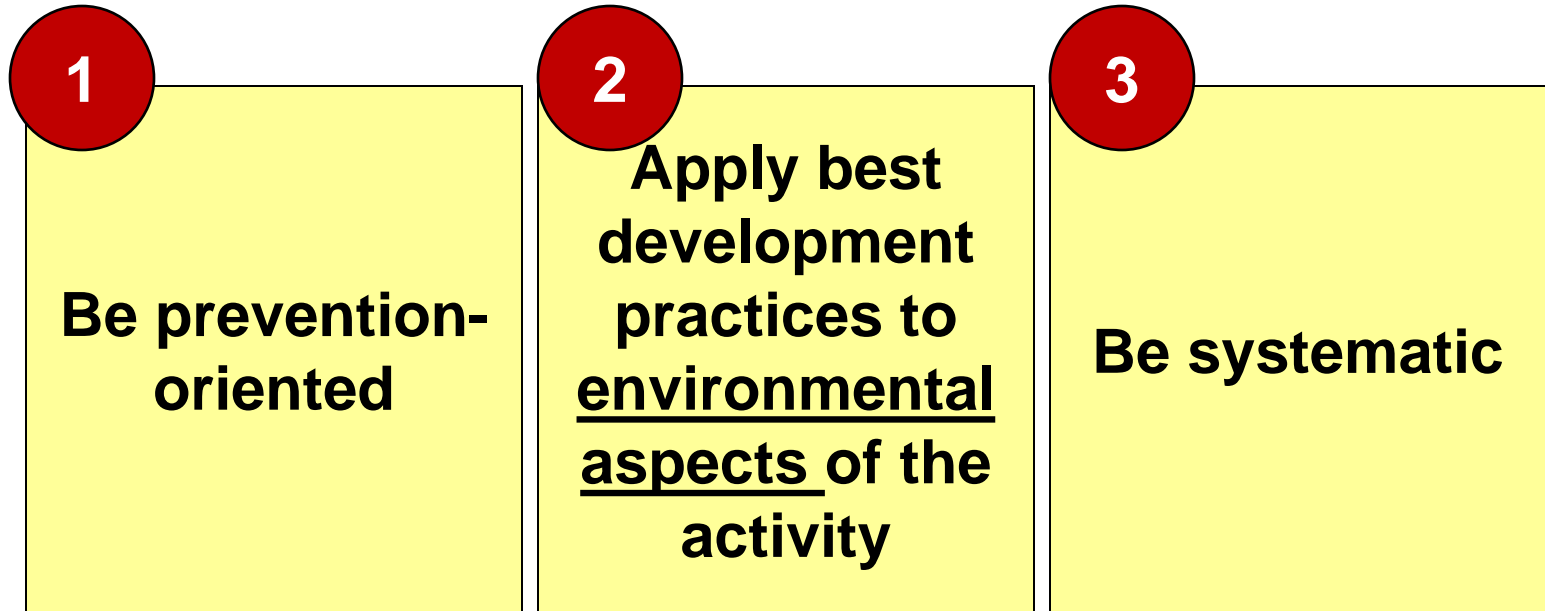 1
Be prevention-
oriented
2
Apply best
development
practices to
environmental
aspects of the
activity
3
Be systematic